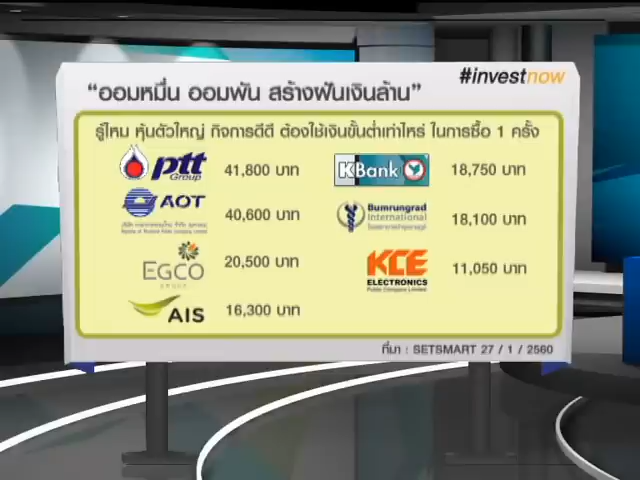 #investnow
“ออมหมื่น ออมพัน สร้างฝันเงินล้าน”
รู้ไหม หุ้นตัวใหญ่ กิจการดีดี ต้องใช้เงินขั้นต่ำเท่าไหร่ ในการซื้อ 1 ครั้ง
ptt Group 41,800 บาท
AOT 40,600 บาท
EGCO GROUP 20,500 บาท
AIS 16,300 บาท
KBank 18,750 บาท
Bumrungrad International 18,100 บาท
KCE ELECTRONICS Public Company Limited 11,050 บาท
ที่มา : SETSMART 27 / 1 / 2560